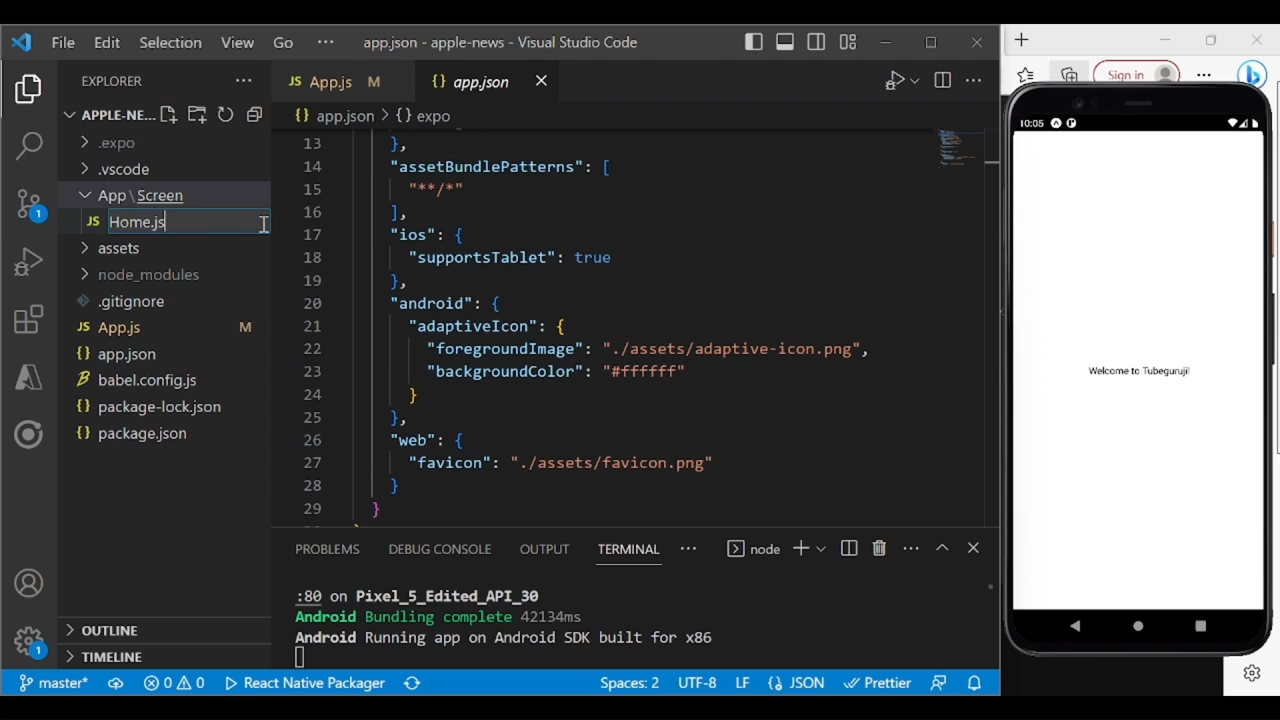 File Edit Selection View Go ··· app.json - apple-news - Visual Studio Code
Sign in ···
EXPLORER ···
JS App.js M {} app.json
APPLE-NE...
{} app.json > {} expo
10:05
.expo
.vscode
App\Screen
JS Home.js
assets
node_modules
.gitignore
JS App.js M
{} app.json
babel.config.js
{} package-lock.json
{} package.json
OUTLINE
TIMELINE
13 },
14 "assetBundlePatterns": [
15 "**/*"
16 ],
17 "ios": {
18 "supportsTablet": true
19 },
20 "android": {
21 "adaptiveIcon": {
22 "foregroundImage": "./assets/adaptive-icon.png",
23 "backgroundColor": "#ffffff"
24 }
25 },
26 "web": {
27 "favicon": "./assets/favicon.png"
28 }
29 }
Welcome to Tubeguruji!
PROBLEMS DEBUG CONSOLE OUTPUT TERMINAL ··· node
:80 on Pixel_5_Edited_API_30
Android Bundling complete 42134ms
Android Running app on Android SDK built for x86
1
1
master* 0 0 React Native Packager Spaces: 2 UTF-8 LF {} JSON Prettier